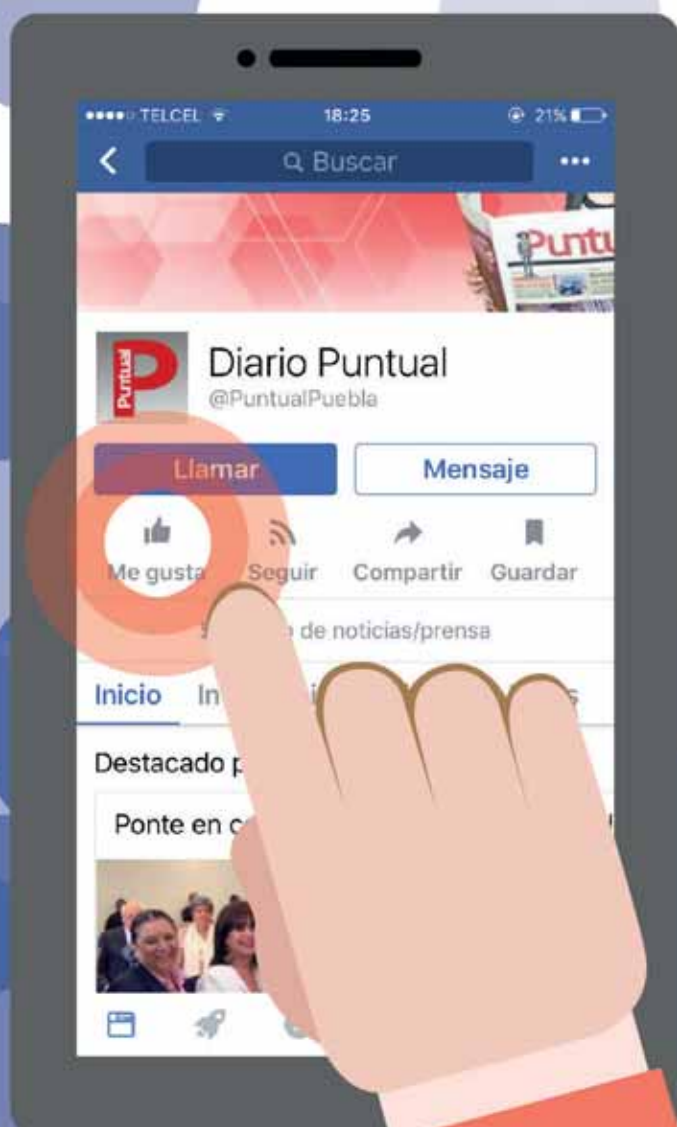 TELCEL 18:25 21%
Buscar
Puntu
Puntual
Diario Puntual
@PuntualPuebla
Llamar Mensaje
Me gusta Seguir Compartir Guardar
de noticias/prensa
Inicio In
Destacado p
Ponte en c